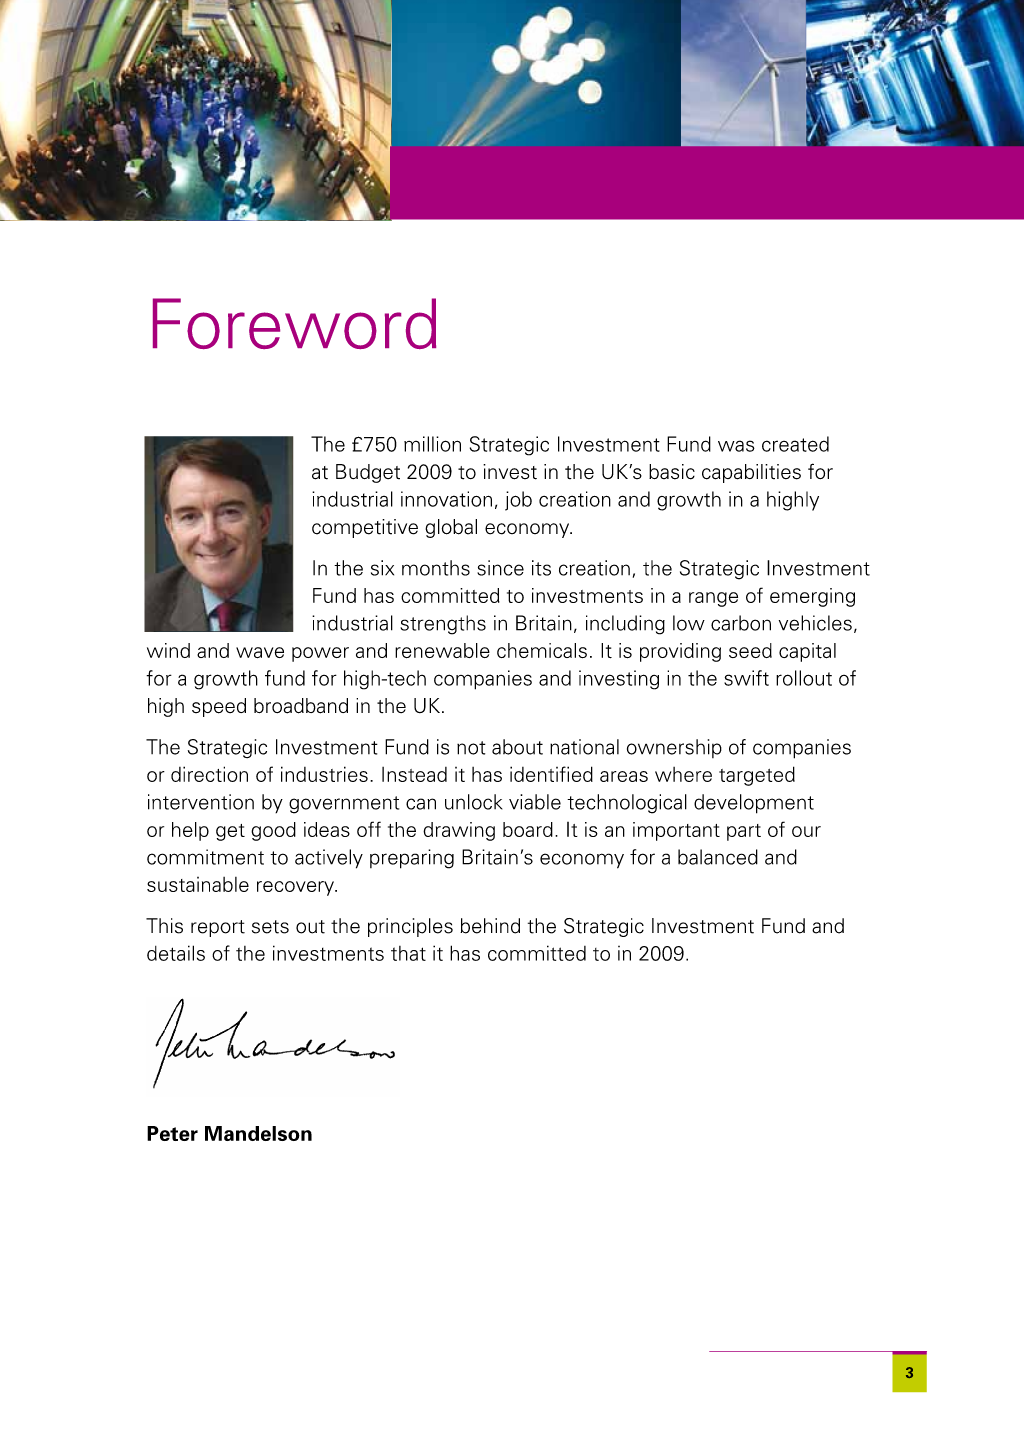 Foreword
The £750 million Strategic Investment Fund was created
at Budget 2009 to invest in the UK’s basic capabilities for
industrial innovation, job creation and growth in a highly
competitive global economy.
In the six months since its creation, the Strategic Investment
Fund has committed to investments in a range of emerging
industrial strengths in Britain, including low carbon vehicles,
wind and wave power and renewable chemicals. It is providing seed capital
for a growth fund for high-tech companies and investing in the swift rollout of
high speed broadband in the UK.
The Strategic Investment Fund is not about national ownership of companies
or direction of industries. Instead it has identified areas where targeted
intervention by government can unlock viable technological development
or help get good ideas off the drawing board. It is an important part of our
commitment to actively preparing Britain’s economy for a balanced and
sustainable recovery.
This report sets out the principles behind the Strategic Investment Fund and
details of the investments that it has committed to in 2009.
Peter Mandelson
Peter Mandelson
3